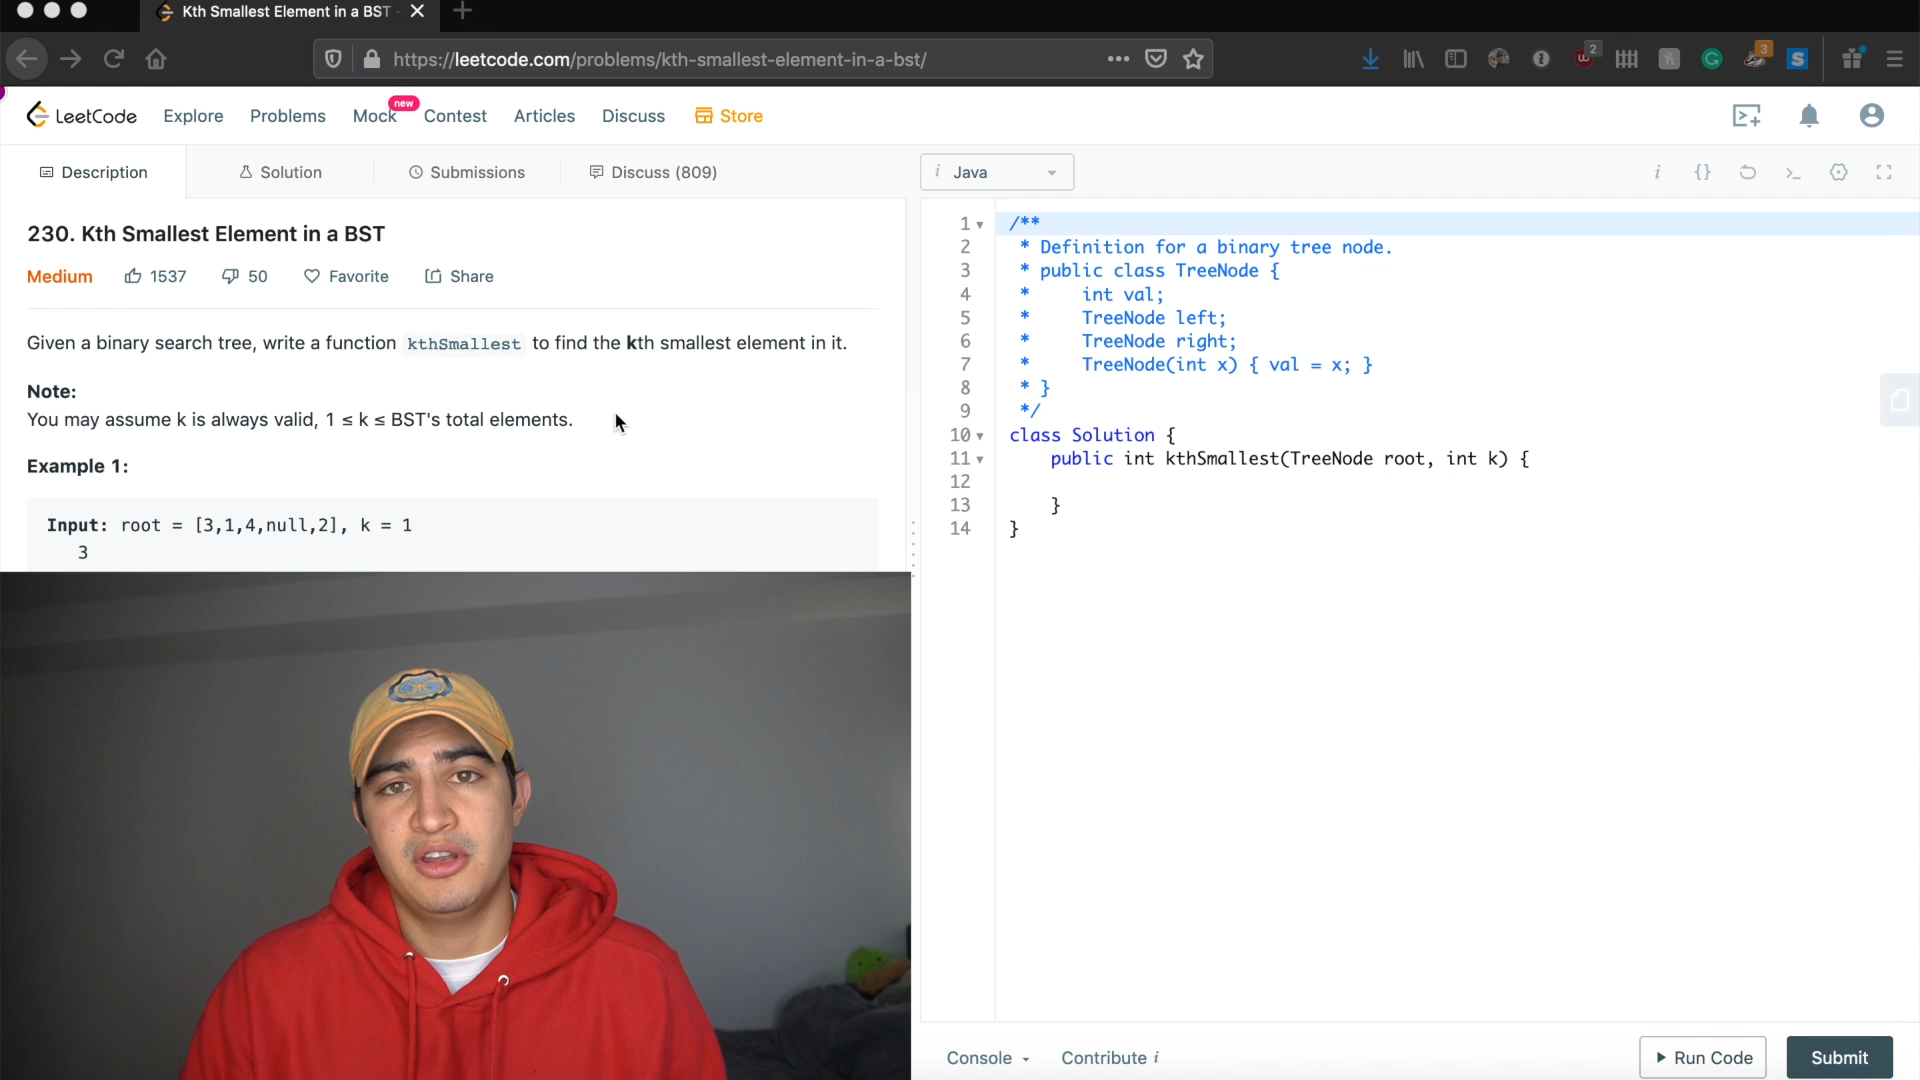 Kth Smallest Element in a BST -
https://leetcode.com/problems/kth-smallest-element-in-a-bst/
2
3
S
LeetCode
Explore
Problems
Mock
new
Contest
Articles
Discuss
Store
Description
Solution
Submissions
Discuss (809)
i Java
i {} >_
230. Kth Smallest Element in a BST
Medium 1537 50 Favorite Share
Given a binary search tree, write a function kthSmallest to find the kth smallest element in it.
Note:
You may assume k is always valid, 1 ≤ k ≤ BST's total elements.
Example 1:
Input: root = [3,1,4,null,2], k = 1
3
1 /**
2 * Definition for a binary tree node.
3 * public class TreeNode {
4 *     int val;
5 *     TreeNode left;
6 *     TreeNode right;
7 *     TreeNode(int x) { val = x; }
8 * }
9 */
10 class Solution {
11     public int kthSmallest(TreeNode root, int k) {
12
13     }
14 }
Console
Contribute i
Run Code
Submit